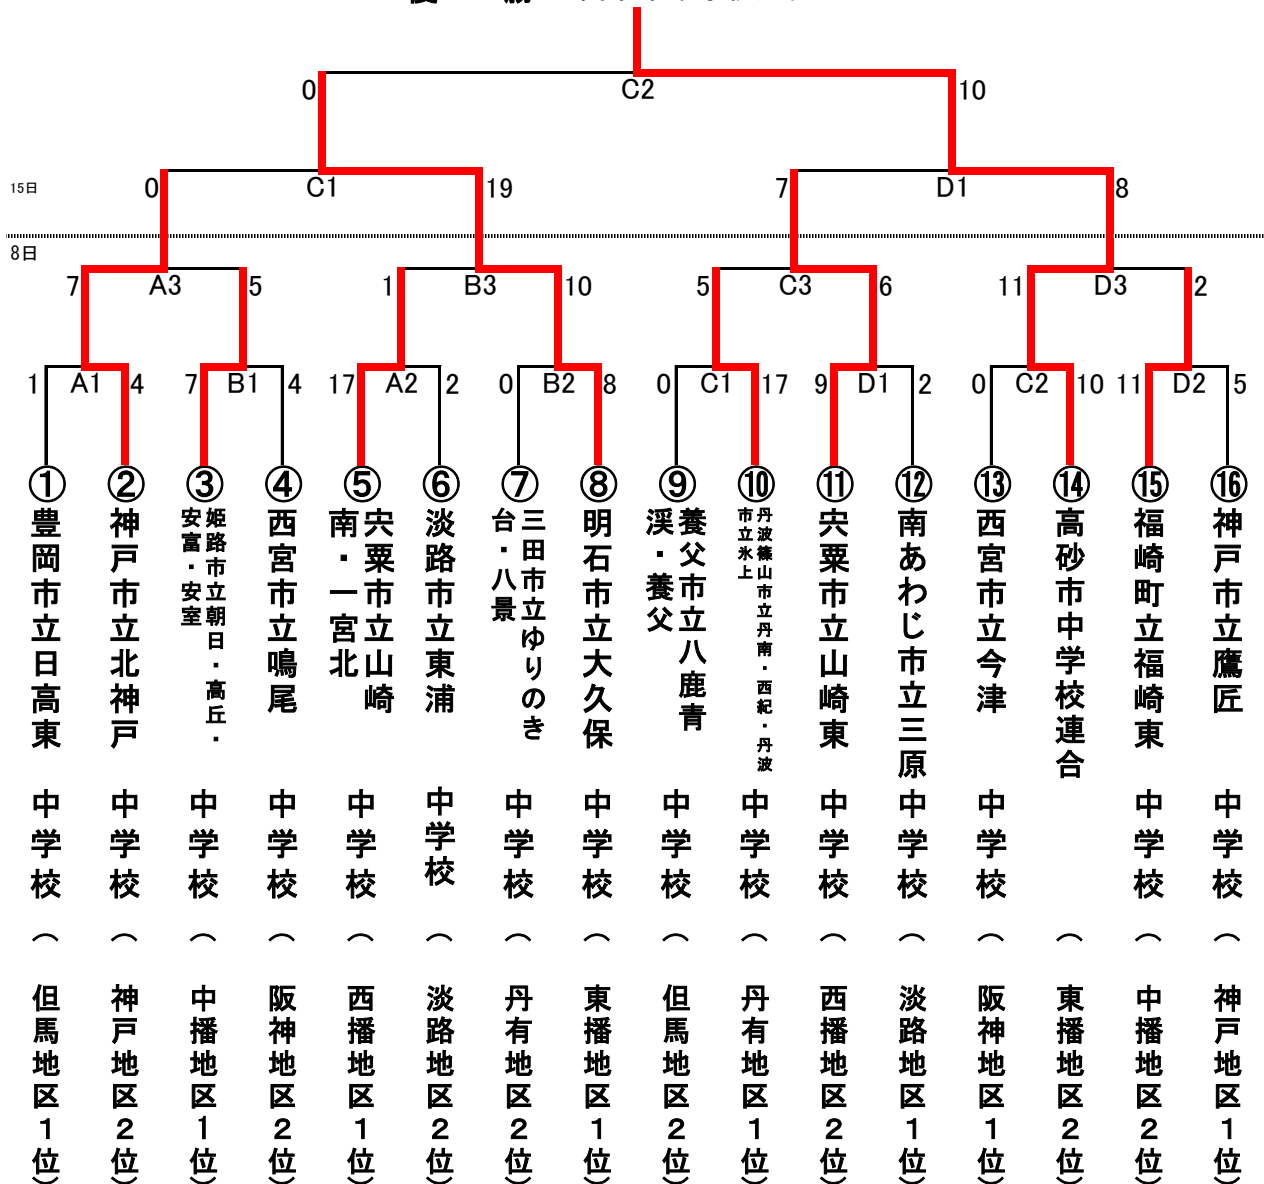 0 C2 10
15日 0 C1 19 7 D1 8
8日
7 A3 5 1 B3 10 5 C3 6 11 D3 2
1 A1 4 7 B1 4 17 A2 2 0 B2 8 0 C1 17 9 D1 2 0 C2 10 11 D2 5
① 豊岡市立日高東 中学校 （但馬地区1位）
② 神戸市立北神戸 中学校 （神戸地区2位）
③ 姫路市立朝日・高丘・
安富・安室 中学校 （中播地区1位）
④ 西宮市立鳴尾 中学校 （阪神地区2位）
⑤ 宍粟市立山崎
南・一宮北 中学校 （西播地区1位）
⑥ 淡路市立東浦 中学校 （淡路地区2位）
⑦ 三田市立ゆりのき
台・八景 中学校 （丹有地区2位）
⑧ 明石市立大久保 中学校 （東播地区1位）
⑨ 養父市立八鹿青
渓・養父 中学校 （但馬地区2位）
⑩ 丹波篠山市立丹南・西紀・丹波
市立氷上 中学校 （丹有地区1位）
⑪ 宍粟市立山崎東 中学校 （西播地区2位）
⑫ 南あわじ市立三原 中学校 （淡路地区1位）
⑬ 西宮市立今津 中学校 （阪神地区1位）
⑭ 高砂市中学校連合 （東播地区2位）
⑮ 福崎町立福崎東 中学校 （中播地区2位）
⑯ 神戸市立鷹匠 中学校 （神戸地区1位）